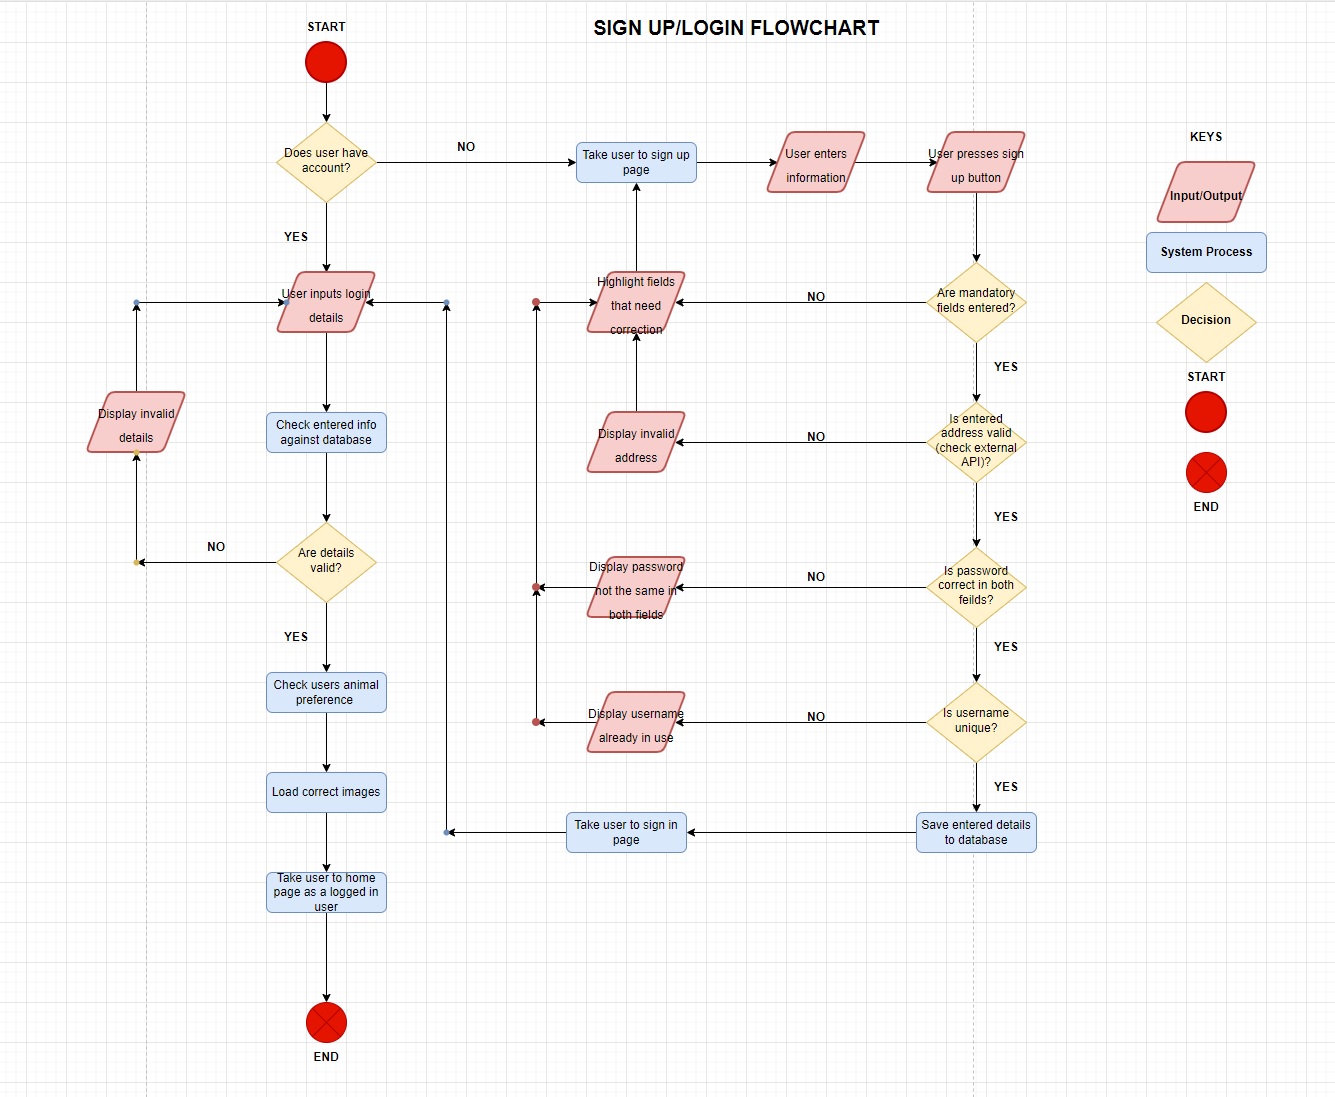 SIGN UP/LOGIN FLOWCHART
START
Does user have
account?
NO
Take user to sign up
page
User enters
information
User presses sign
up button
KEYS
Input/Output
System Process
Decision
START
END
YES
User inputs login
details
Highlight fields
that need
correction
NO
Are mandatory
fields entered?
YES
Display invalid
details
Check entered info
against database
Display invalid
address
NO
Is entered
address valid
(check external
API)?
YES
NO
Are details
valid?
Display password
not the same in
both fields
NO
Is password
correct in both
feilds?
YES
YES
Check users animal
preference
Display username
already in use
NO
Is username
unique?
YES
Load correct images
Take user to sign in
page
Save entered details
to database
Take user to home
page as a logged in
user
END